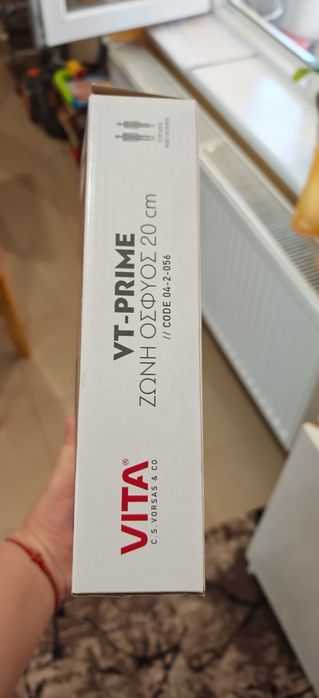 VITA®
C. S. VORSAS & CO
VT-PRIME
ΖΩΝΗ ΟΣΦΥΟΣ 20 cm
// CODE 04-2-056
FOR MEN
AND WOMEN